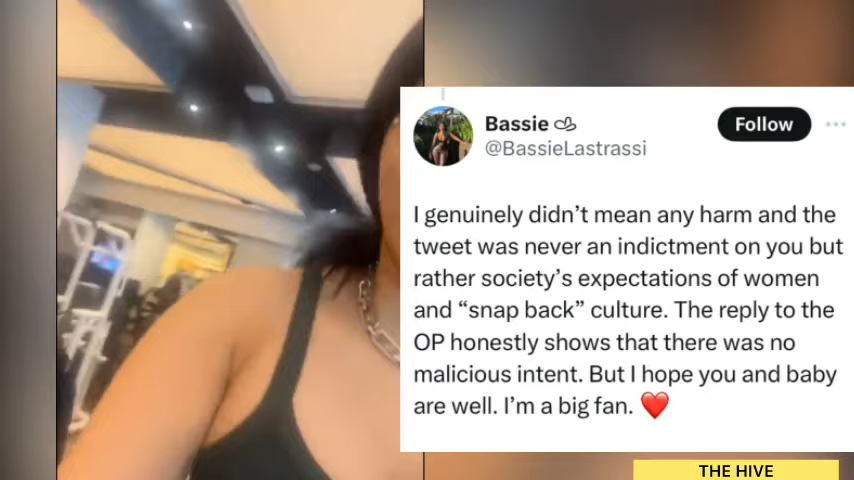 Bassie
Follow
@BassieLastrassi
I genuinely didn’t mean any harm and the
tweet was never an indictment on you but
rather society’s expectations of women
and “snap back” culture. The reply to the
OP honestly shows that there was no
malicious intent. But I hope you and baby
are well. I’m a big fan. ❤️
THE HIVE